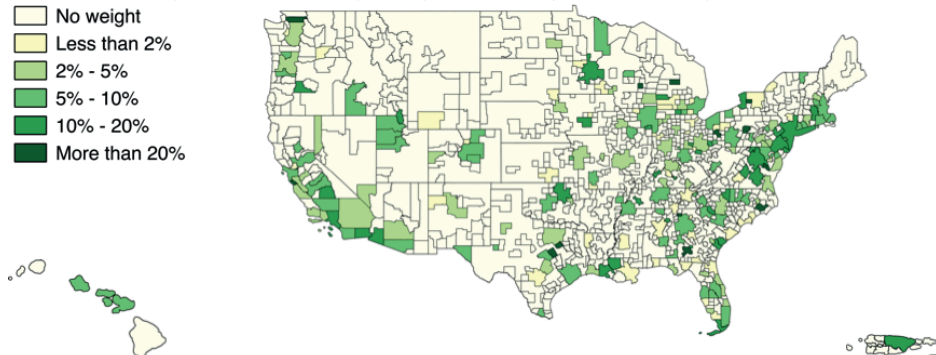 No weight
Less than 2%
2% - 5%
5% - 10%
10% - 20%
More than 20%